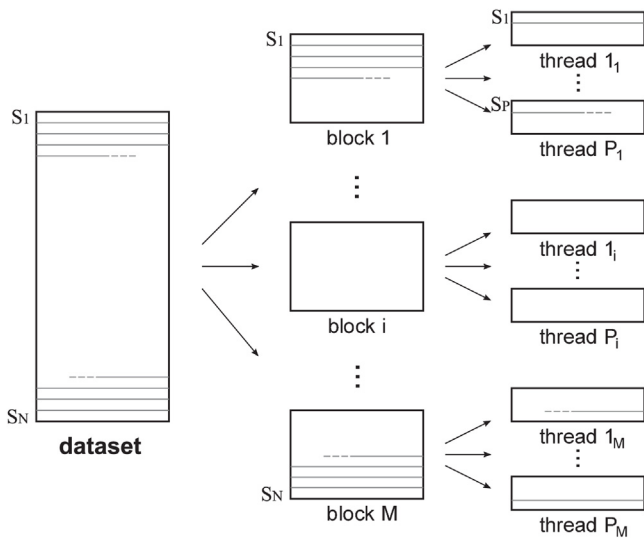 S1
dataset
SN
S1
block 1
block i
SN
block M
S1
thread 1₁
SP
thread P₁
thread 1ᵢ
thread Pᵢ
thread 1M
thread PM